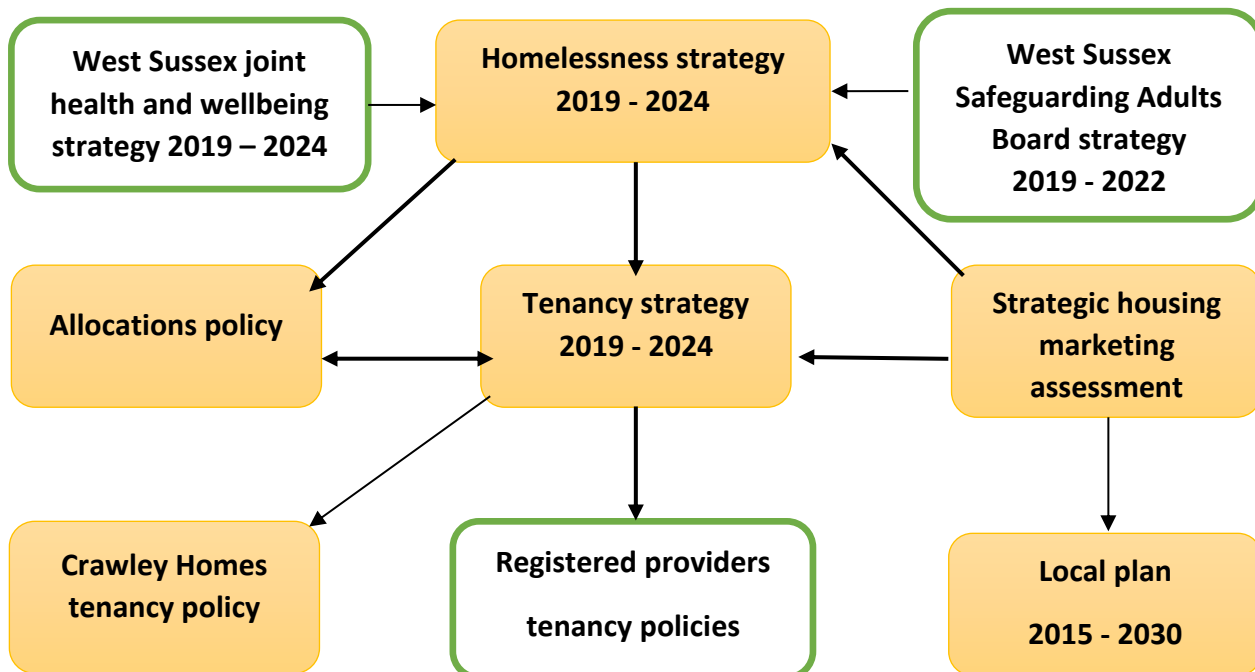 West Sussex joint
health and wellbeing
strategy 2019 – 2024
Homelessness strategy
2019 - 2024
West Sussex
Safeguarding Adults
Board strategy
2019 - 2022
Allocations policy
Tenancy strategy
2019 - 2024
Strategic housing
marketing
assessment
Crawley Homes
tenancy policy
Registered providers
tenancy policies
Local plan
2015 - 2030